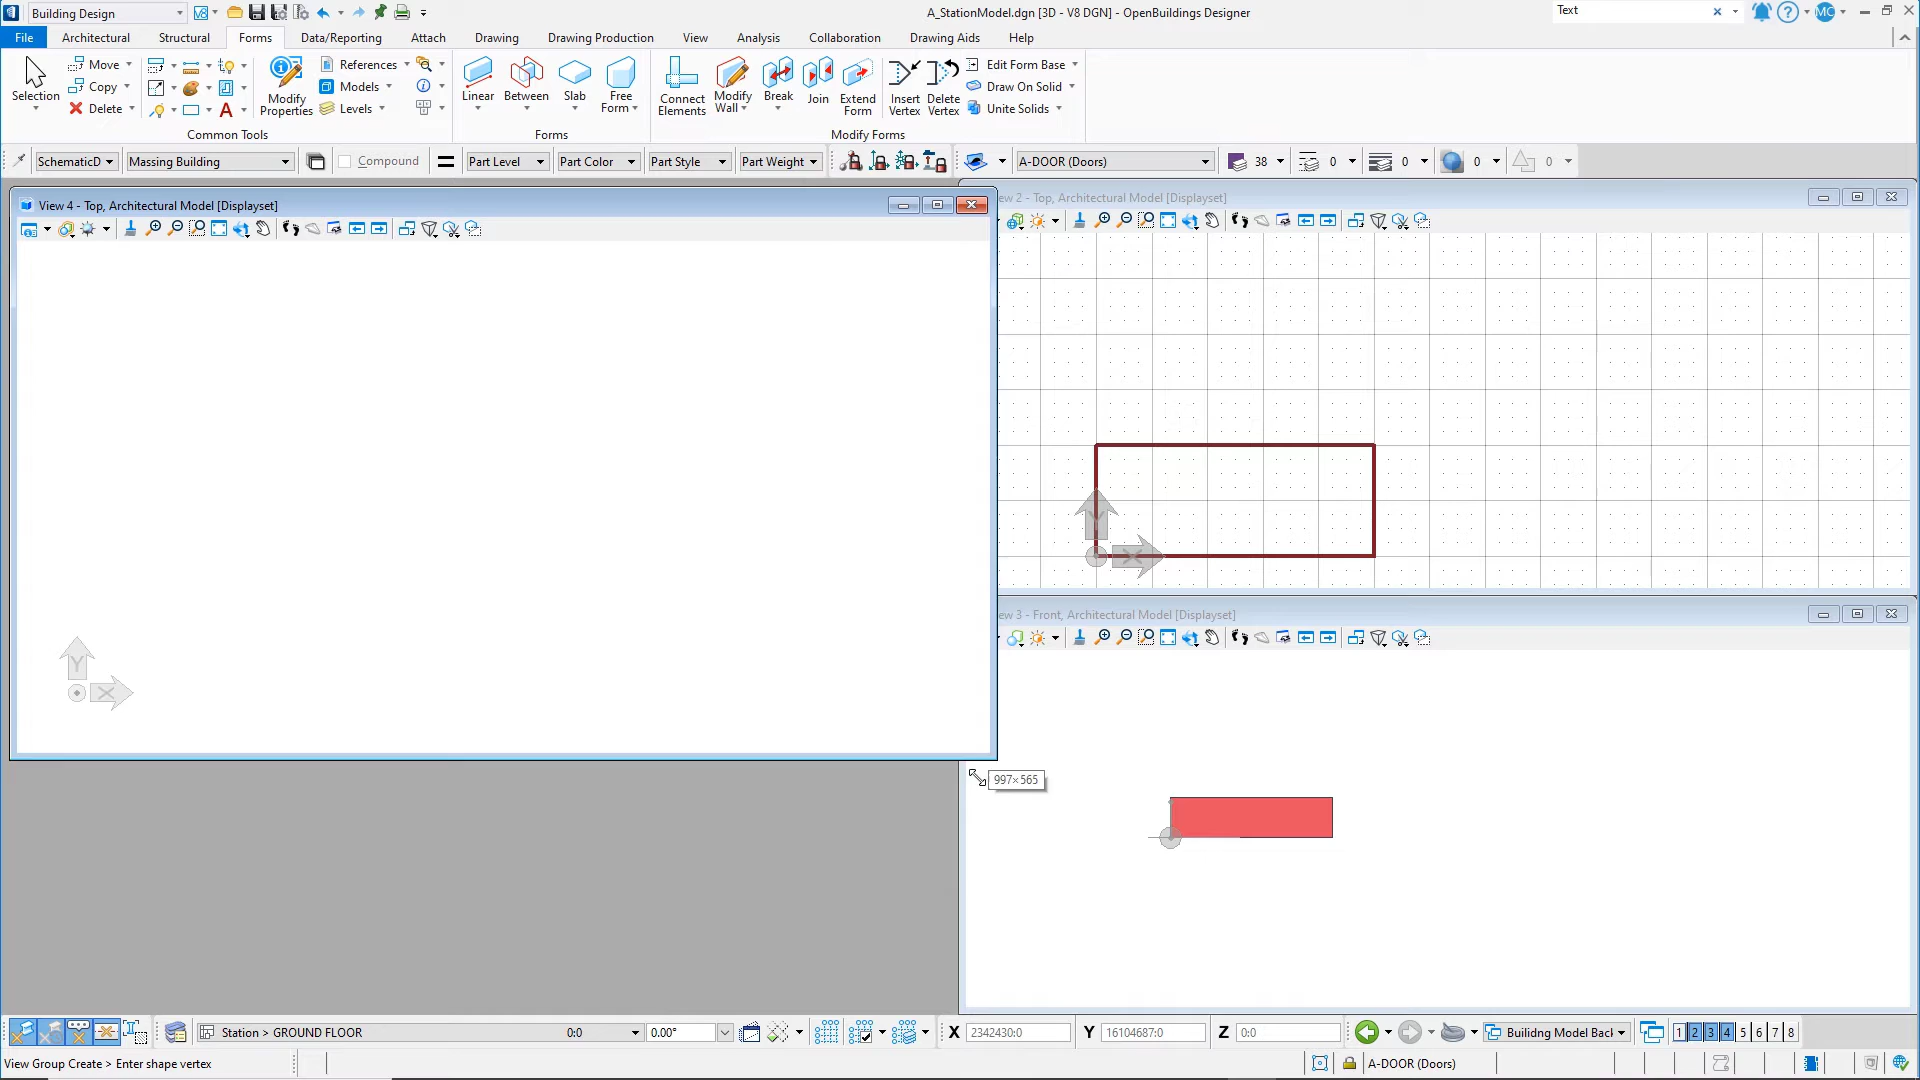 Building Design
A_StationModel.dgn [3D - V8 DGN] - OpenBuildings Designer
Text
MC
File Architectural Structural Forms Data/Reporting Attach Drawing Drawing Production View Analysis Collaboration Drawing Aids Help
Selection
Move
Copy
Delete
Modify Properties
References
Models
Levels
Common Tools
Linear
Between
Slab
Free Form
Forms
Connect Elements
Modify Wall
Break
Join
Extend Form
Insert Vertex
Delete Vertex
Edit Form Base
Draw On Solid
Unite Solids
Modify Forms
SchematicD Massing Building Compound Part Level Part Color Part Style Part Weight A-DOOR (Doors) 38 0 0 0 0
View 4 - Top, Architectural Model [Displayset]
ew 2 - Top, Architectural Model [Displayset]
Y
X
Y
X
ew 3 - Front, Architectural Model [Displayset]
997×565
Station > GROUND FLOOR 0:0 0.00° X 2342430:0 Y 16104687:0 Z 0:0 Builidng Model Back 1 2 3 4 5 6 7 8
View Group Create > Enter shape vertex A-DOOR (Doors)